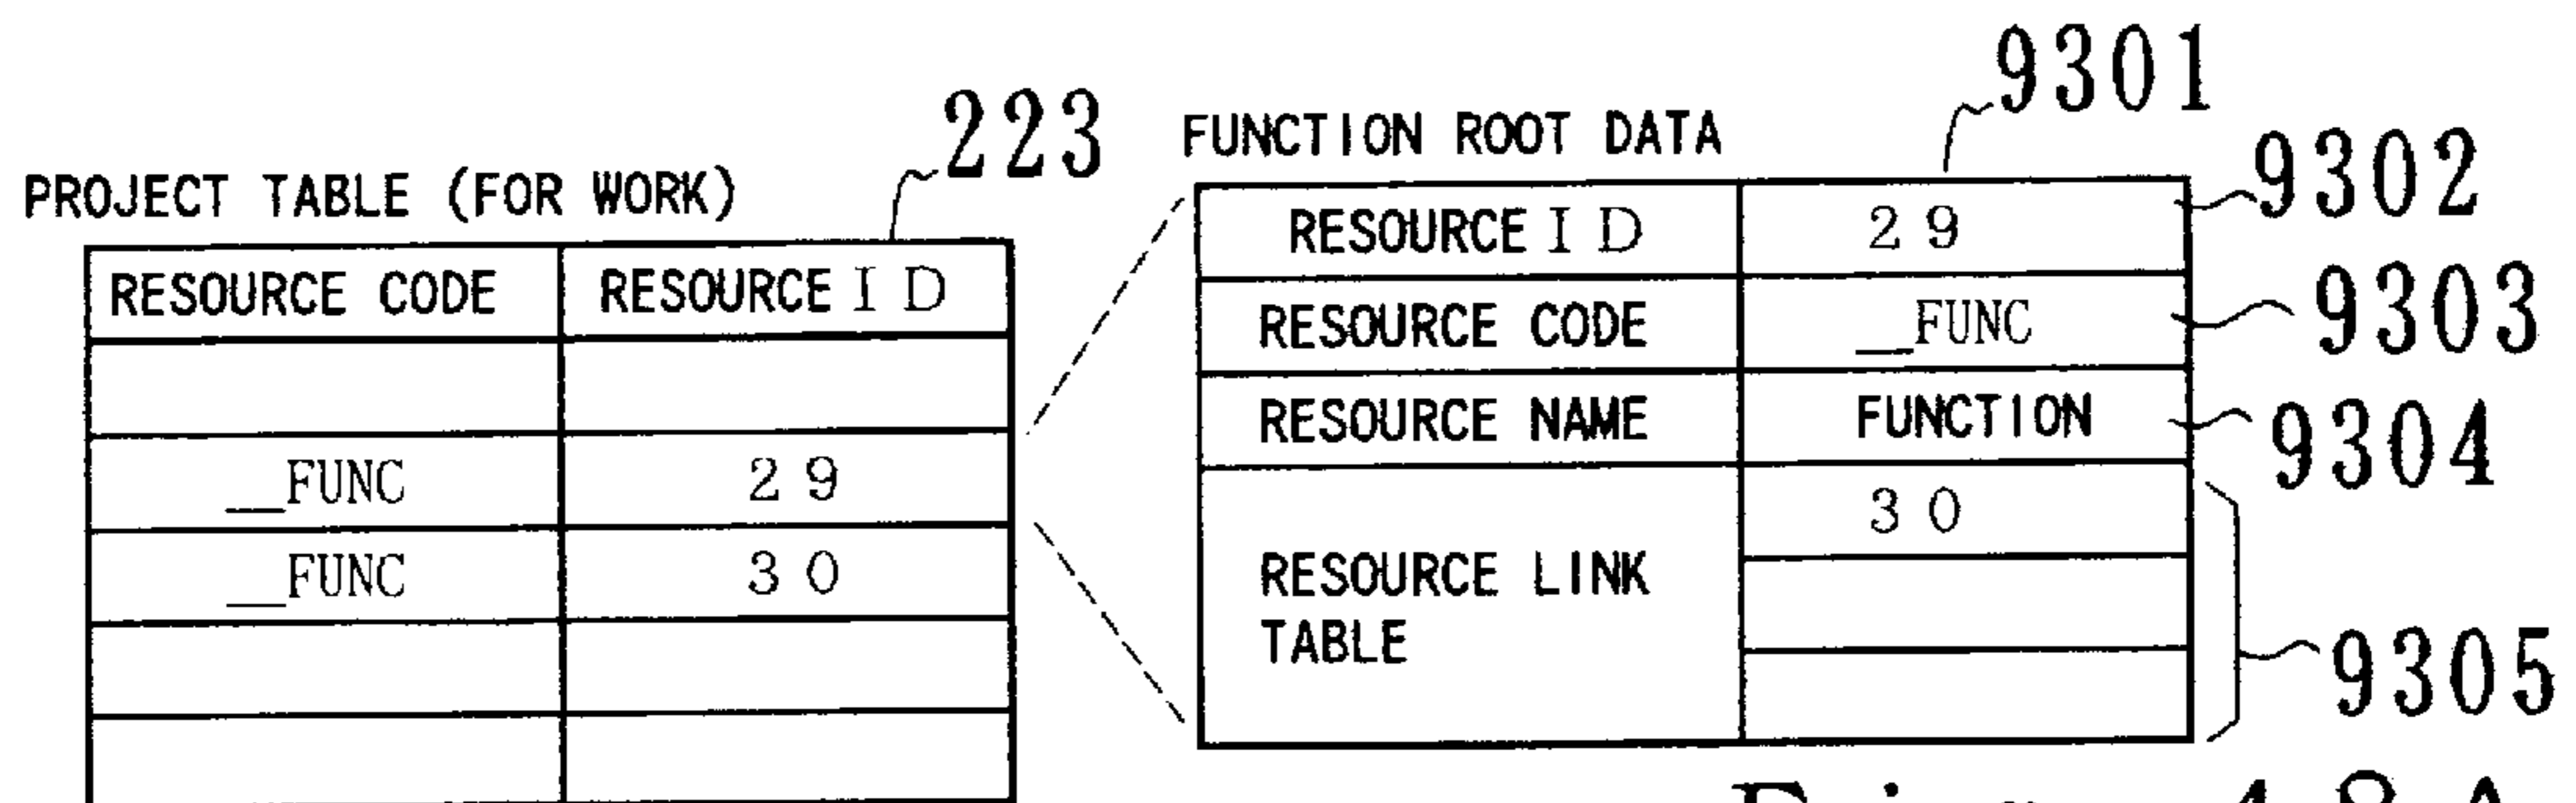 PROJECT TABLE (FOR WORK)
223
RESOURCE CODE RESOURCE ID
__FUNC 29
__FUNC 30
FUNCTION ROOT DATA
9301
RESOURCE ID 29
9302
RESOURCE CODE __FUNC
9303
RESOURCE NAME FUNCTION
9304
RESOURCE LINK
TABLE
30
9305